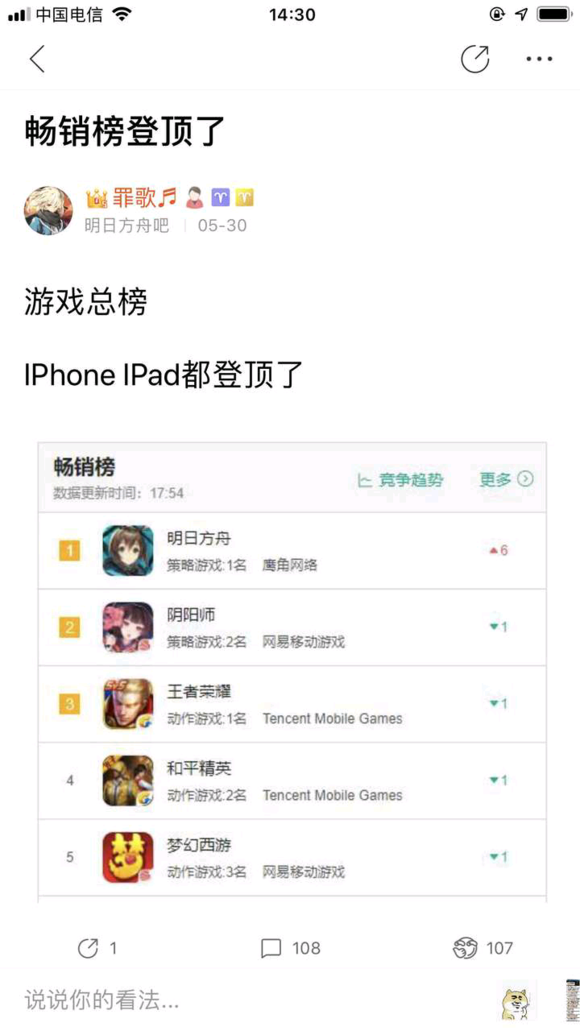 中国电信
14:30
畅销榜登顶了
罪歌
明日方舟吧 05-30
游戏总榜
IPhone IPad都登顶了
畅销榜
数据更新时间：17:54
竞争趋势 更多
1
明日方舟
策略游戏:1名 鹰角网络
6
2
阴阳师
策略游戏:2名 网易移动游戏
1
3
王者荣耀
动作游戏:1名 Tencent Mobile Games
1
4
和平精英
动作游戏:2名 Tencent Mobile Games
1
5
梦幻西游
动作游戏:3名 网易移动游戏
1
1 108 107
说说你的看法...